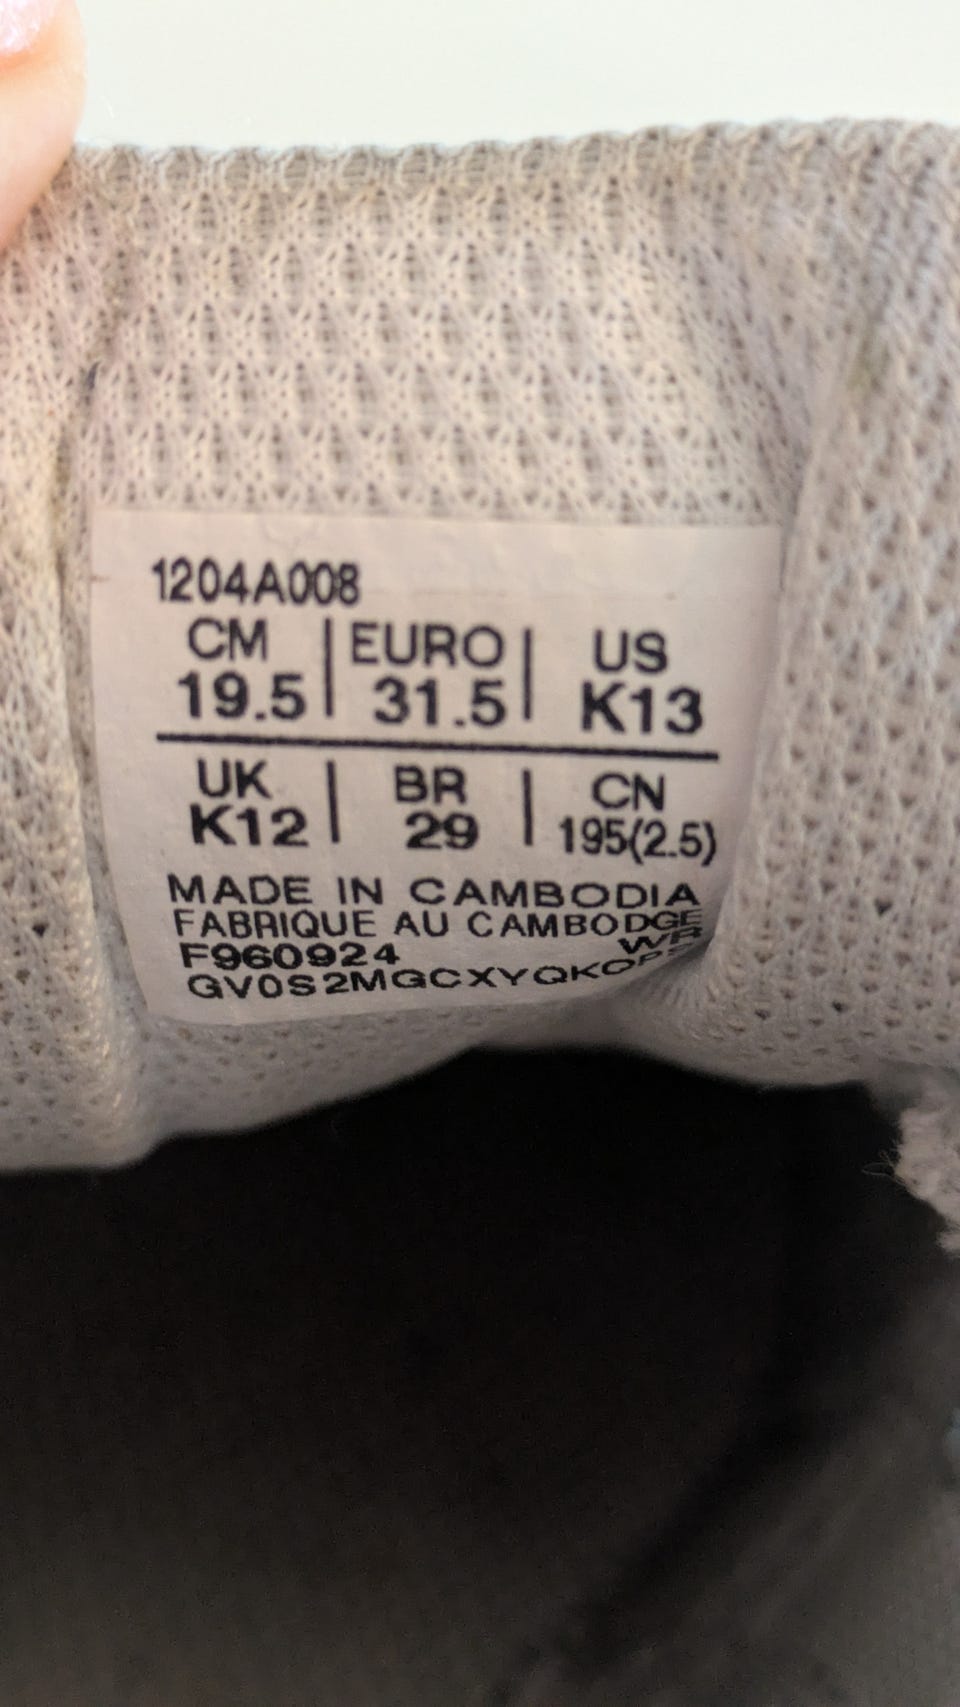 1204A008
CM | EURO | US
19.5 | 31.5 | K13
UK | BR | CN
K12 | 29 | 195(2.5)
MADE IN CAMBODIA
FABRIQUE AU CAMBODGE
F960924 WR